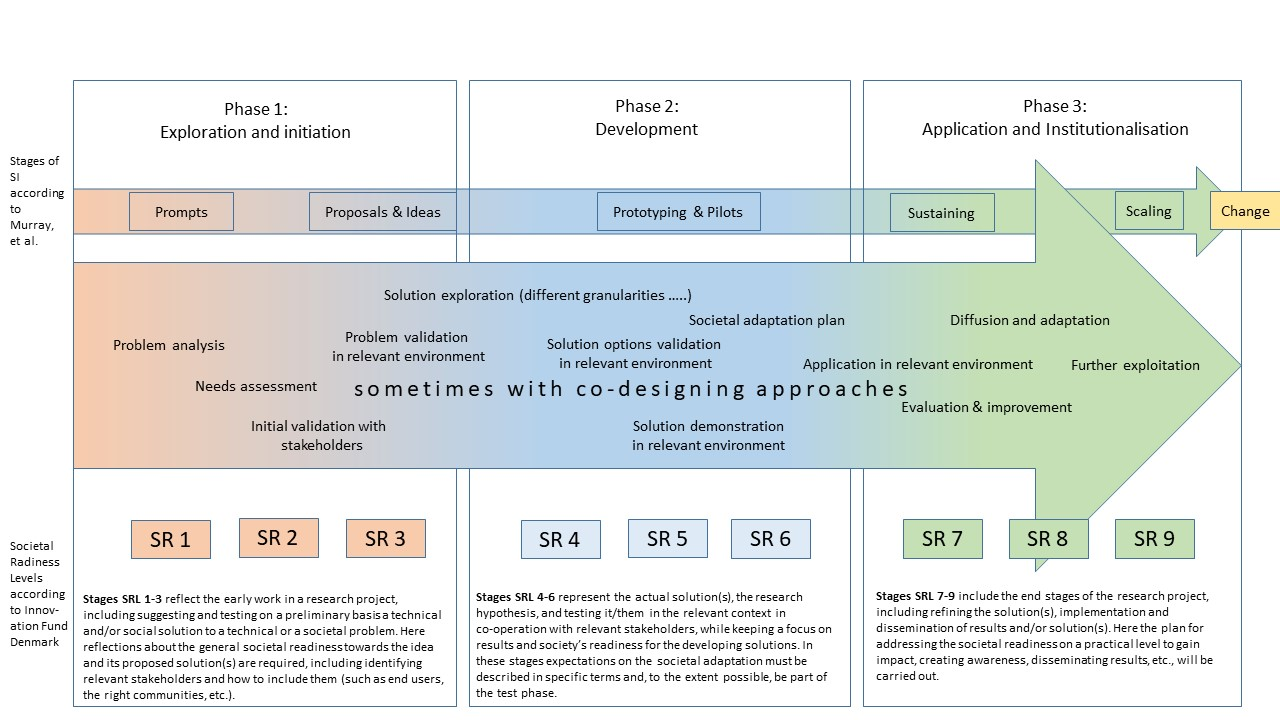 Phase 1:
Exploration and initiation
Phase 2:
Development
Phase 3:
Application and Institutionalisation
Stages of
SI
according
to
Murray,
et al.
Prompts
Proposals & Ideas
Prototyping & Pilots
Sustaining
Scaling
Change
Solution exploration (different granularities .....)
Societal adaptation plan
Diffusion and adaptation
Problem analysis
Problem validation
in relevant environment
Solution options validation
in relevant environment
Application in relevant environment
Further exploitation
Needs assessment
sometimes with co-designing approaches
Evaluation & improvement
Initial validation with
stakeholders
Solution demonstration
in relevant environment
Societal
Radiness
Levels
according
to Innov-
ation Fund
Denmark
SR 1
SR 2
SR 3
SR 4
SR 5
SR 6
SR 7
SR 8
SR 9
Stages SRL 1-3 reflect the early work in a research project,
including suggesting and testing on a preliminary basis a technical
and/or social solution to a technical or a societal problem. Here
reflections about the general societal readiness towards the idea
and its proposed solution(s) are required, including identifying
relevant stakeholders and how to include them (such as end users,
the right communities, etc.).
Stages SRL 4-6 represent the actual solution(s), the research
hypothesis, and testing it/them in the relevant context in
co-operation with relevant stakeholders, while keeping a focus on
results and society's readiness for the developing solutions. In
these stages expectations on the societal adaptation must be
described in specific terms and, to the extent possible, be part of
the test phase.
Stages SRL 7-9 include the end stages of the research project,
including refining the solution(s), implementation and
dissemination of results and/or solution(s). Here the plan for
addressing the societal readiness on a practical level to gain
impact, creating awareness, disseminating results, etc., will be
carried out.